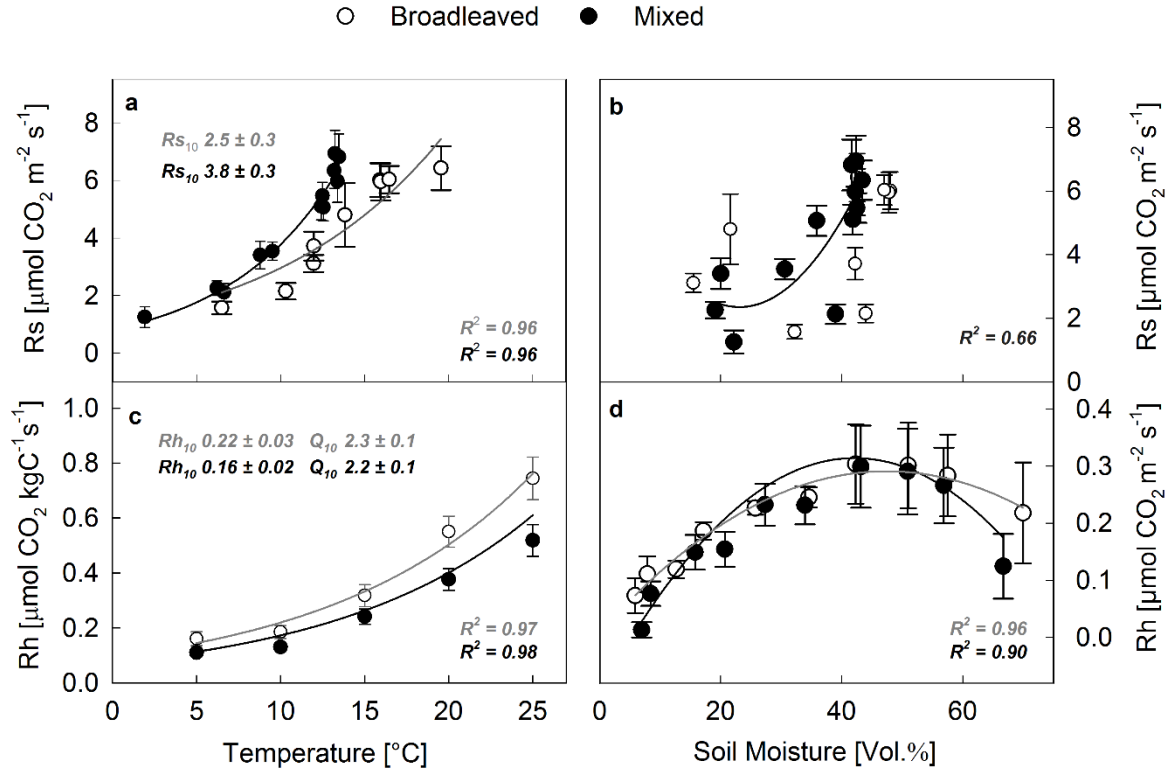 Broadleaved Mixed
a
Rs₁₀ 2.5 ± 0.3
Rs₁₀ 3.8 ± 0.3
R² = 0.96
R² = 0.96
Rs [µmol CO₂ m⁻² s⁻¹]
8
6
4
2
0
b
R² = 0.66
8
6
4
2
0
Rs [µmol CO₂ m⁻² s⁻¹]
c
Rh₁₀ 0.22 ± 0.03 Q₁₀ 2.3 ± 0.1
Rh₁₀ 0.16 ± 0.02 Q₁₀ 2.2 ± 0.1
R² = 0.97
R² = 0.98
Rh [µmol CO₂ kgC⁻¹s⁻¹]
1.0
0.8
0.6
0.4
0.2
0.0
d
R² = 0.96
R² = 0.90
0.4
0.3
0.2
0.1
0.0
Rh [µmol CO₂ m⁻² s⁻¹]
5 10 15 20 25
Temperature [°C]
0 20 40 60
Soil Moisture [Vol.%]